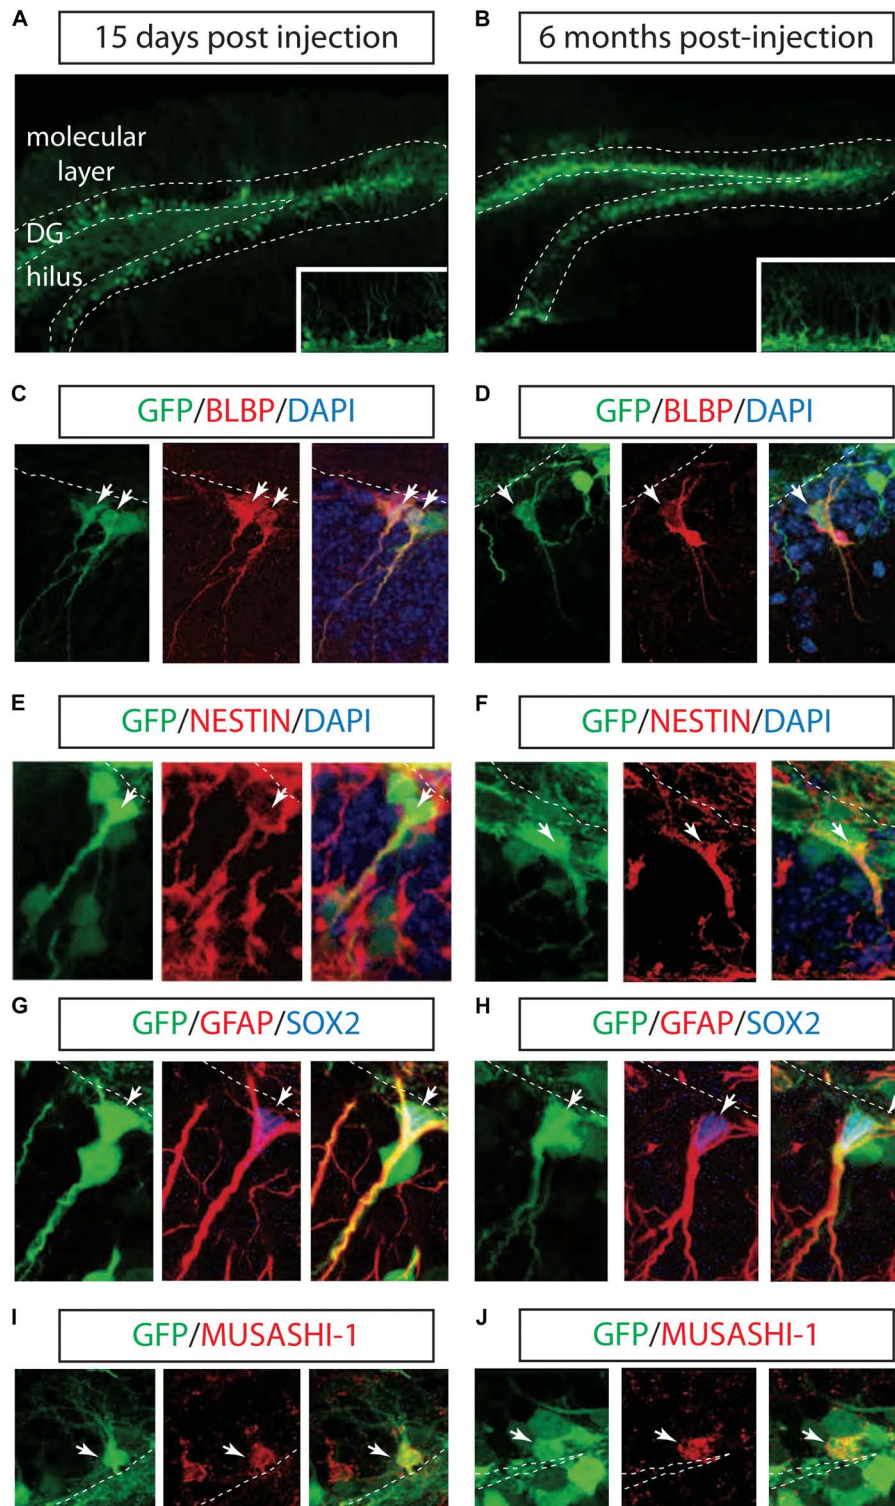 A
15 days post injection
B
6 months post-injection
molecular
layer
DG
hilus
C
GFP/BLBP/DAPI
D
GFP/BLBP/DAPI
E
GFP/NESTIN/DAPI
F
GFP/NESTIN/DAPI
G
GFP/GFAP/SOX2
H
GFP/GFAP/SOX2
I
GFP/MUSASHI-1
J
GFP/MUSASHI-1